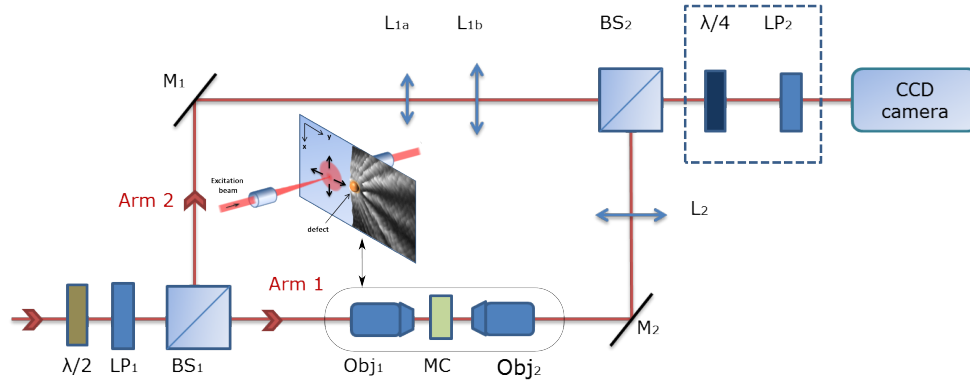 L1a
L1b
BS2
λ/4
LP2
M1
CCD
camera
y
x
Excitation
beam
Arm 2
defect
L2
Arm 1
M2
λ/2
LP1
BS1
Obj1
MC
Obj2